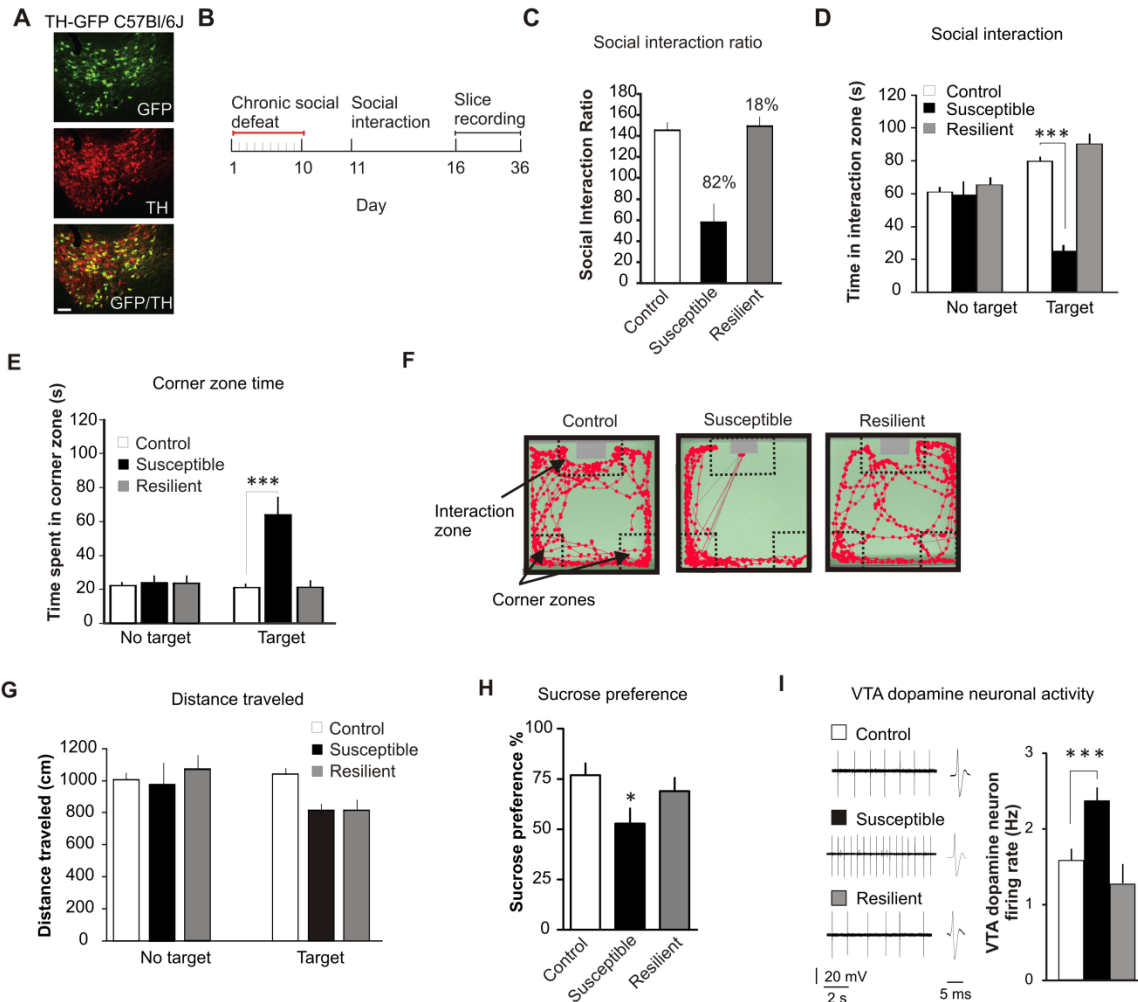 A
TH-GFP C57Bl/6J
GFP
TH
GFP/TH
B
Chronic social
defeat
Social
interaction
Slice
recording
1
10
11
16
36
Day
C
Social interaction ratio
Social Interaction Ratio
180
160
140
120
100
80
60
40
20
0
82%
18%
Control
Susceptible
Resilient
D
Social interaction
Time in interaction zone (s)
120
100
80
60
40
20
0
Control
Susceptible
Resilient
***
No target
Target
E
Corner zone time
Time spent in corner zone (s)
120
100
80
60
40
20
0
Control
Susceptible
Resilient
***
No target
Target
F
Control
Susceptible
Resilient
Interaction
zone
Corner zones
G
Distance traveled
Distance traveled (cm)
1200
1000
800
600
400
200
0
Control
Susceptible
Resilient
No target
Target
H
Sucrose preference
Sucrose preference %
100
75
50
25
0
*
Control
Susceptible
Resilient
I
VTA dopamine neuronal activity
Control
Susceptible
Resilient
20 mV
2 s
5 ms
VTA dopamine neuron
firing rate (Hz)
3
2
1
0
***